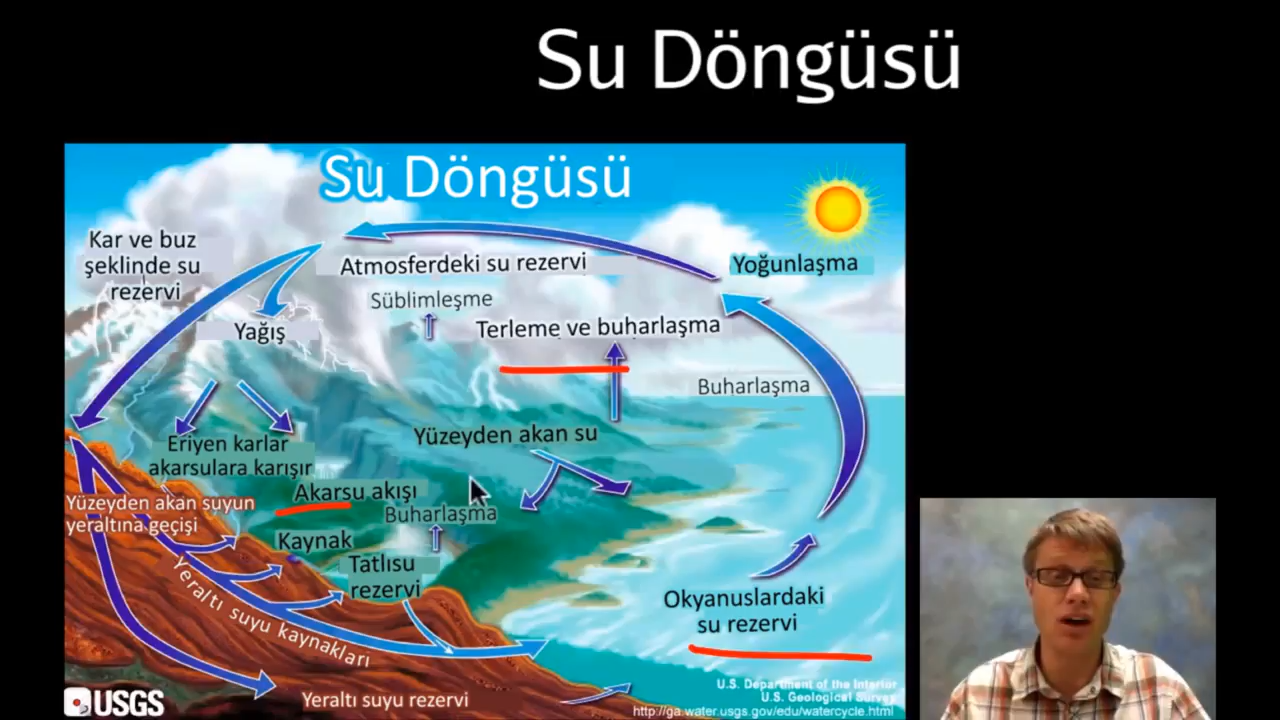 Su Döngüsü
Su Döngüsü
Kar ve buz
şeklinde su
rezervi
Atmosferdeki su rezervi
Yoğunlaşma
Süblimleşme
Yağış
Terleme ve buharlaşma
Buharlaşma
Eriyen karlar
akarsulara karışır
Yüzeyden akan su
Akarsu akışı
Buharlaşma
Yüzeyden akan suyun
yeraltına geçişi
Kaynak
Tatlısu
rezervi
Yeraltı suyu kaynakları
Okyanuslardaki
su rezervi
Yeraltı suyu rezervi
USGS
U.S. Department of the Interior
U.S. Geological Survey
http://ga.water.usgs.gov/edu/watercycle.html